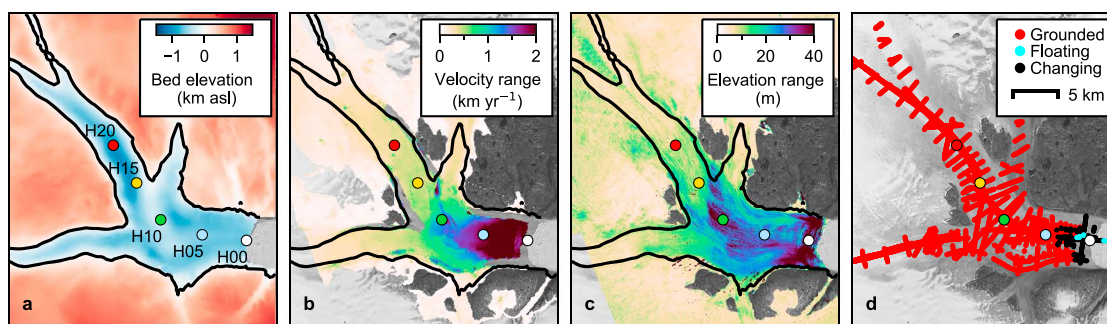 −1 0 1
Bed elevation
(km asl)
H20
H15
H10
H05
H00
a
0 1 2
Velocity range
(km yr−1)
b
0 20 40
Elevation range
(m)
c
Grounded
Floating
Changing
5 km
d